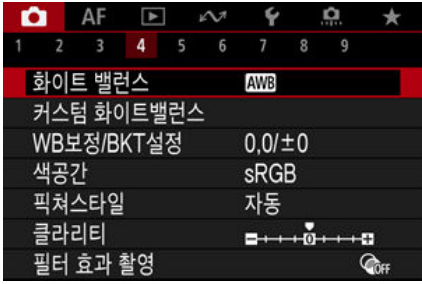 AF
1 2 3 4 5 6 7 8 9
화이트 밸런스 AWB
커스텀 화이트밸런스
WB보정/BKT설정 0,0/±0
색공간 sRGB
픽쳐스타일 자동
클라리티 0
필터 효과 촬영 OFF